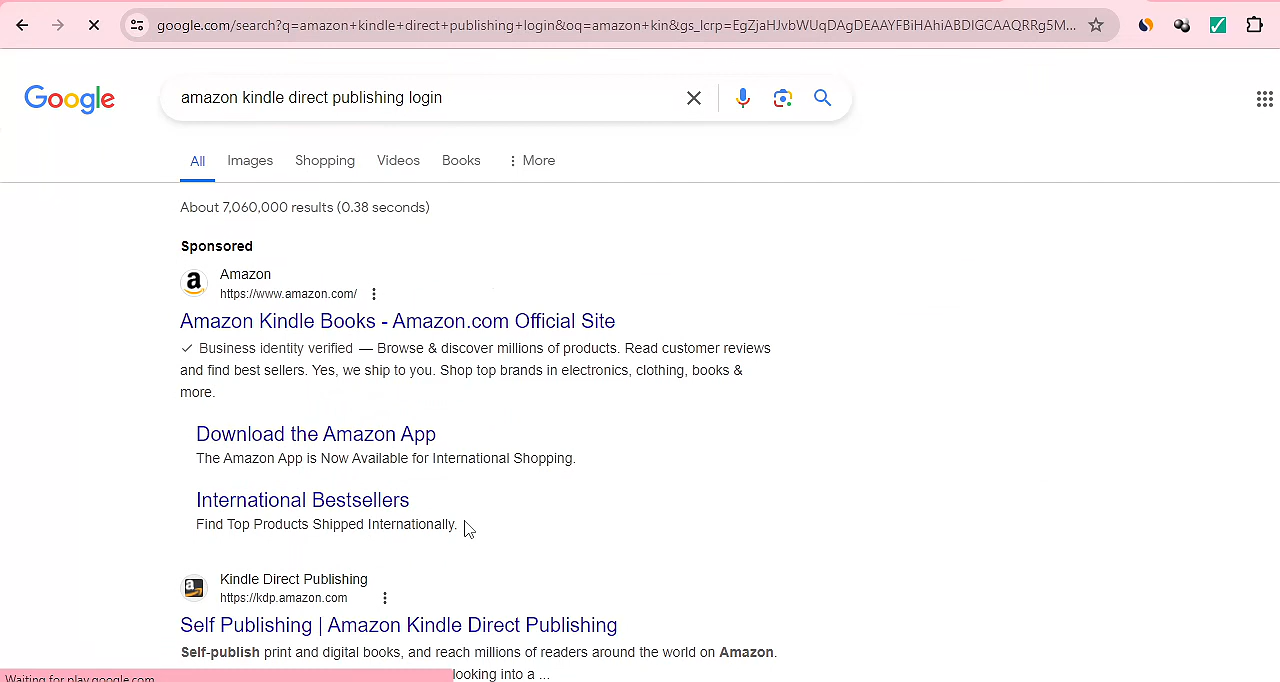 google.com/search?q=amazon+kindle+direct+publishing+login&oq=amazon+kin&gs_lcrp=EgZjaHJvbWUqDAgDEAAYFBiHAhiABDIGCAAQRRg5M...
Google
amazon kindle direct publishing login
All Images Shopping Videos Books More
About 7,060,000 results (0.38 seconds)
Sponsored
Amazon
https://www.amazon.com/
Amazon Kindle Books - Amazon.com Official Site
Business identity verified — Browse & discover millions of products. Read customer reviews
and find best sellers. Yes, we ship to you. Shop top brands in electronics, clothing, books &
more.
Download the Amazon App
The Amazon App is Now Available for International Shopping.
International Bestsellers
Find Top Products Shipped Internationally.
Kindle Direct Publishing
https://kdp.amazon.com
Self Publishing | Amazon Kindle Direct Publishing
Self-publish print and digital books, and reach millions of readers around the world on Amazon.
looking into a ...
Waiting for play.google.com